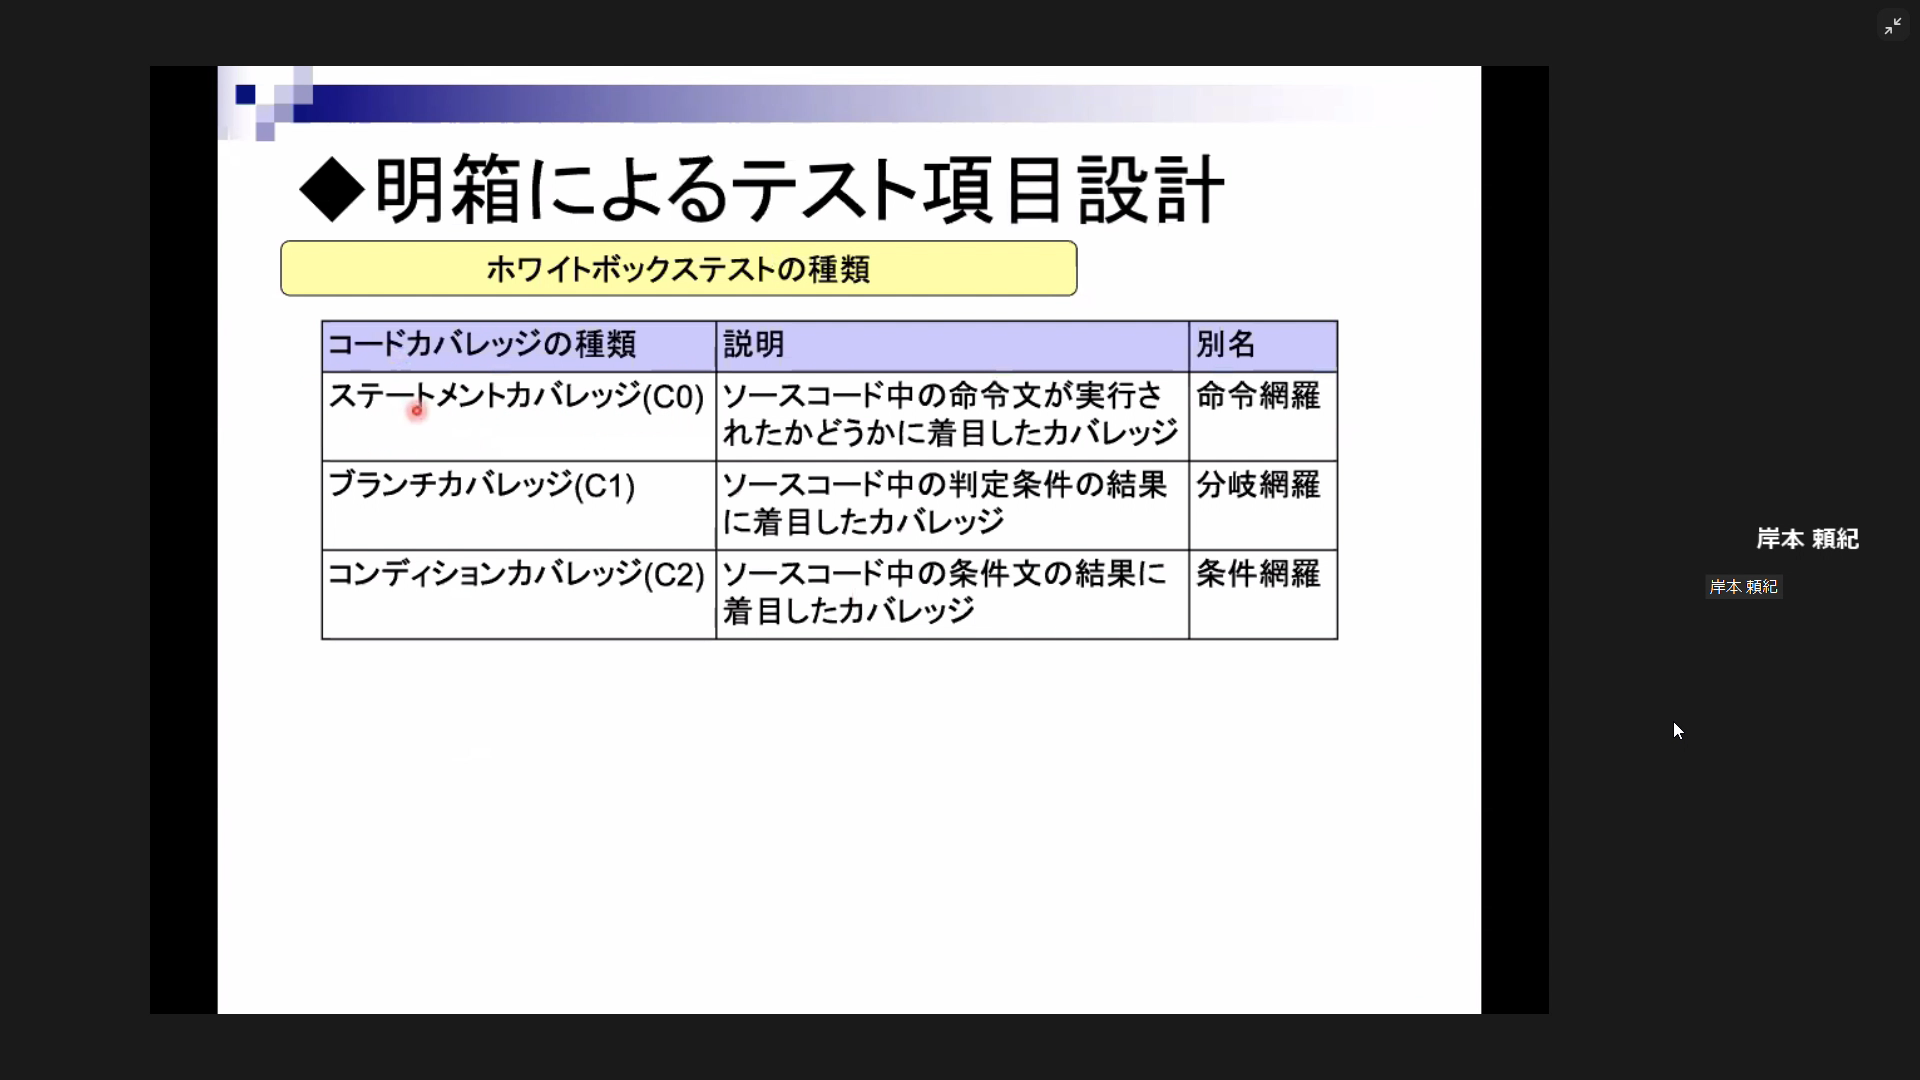 ◆明箱によるテスト項目設計
ホワイトボックステストの種類
コードカバレッジの種類 説明 別名
ステートメントカバレッジ(C0) ソースコード中の命令文が実行さ 命令網羅
れたかどうかに着目したカバレッジ
ブランチカバレッジ(C1) ソースコード中の判定条件の結果 分岐網羅
に着目したカバレッジ
コンディションカバレッジ(C2) ソースコード中の条件文の結果に 条件網羅
着目したカバレッジ
岸本 頼紀
岸本 頼紀